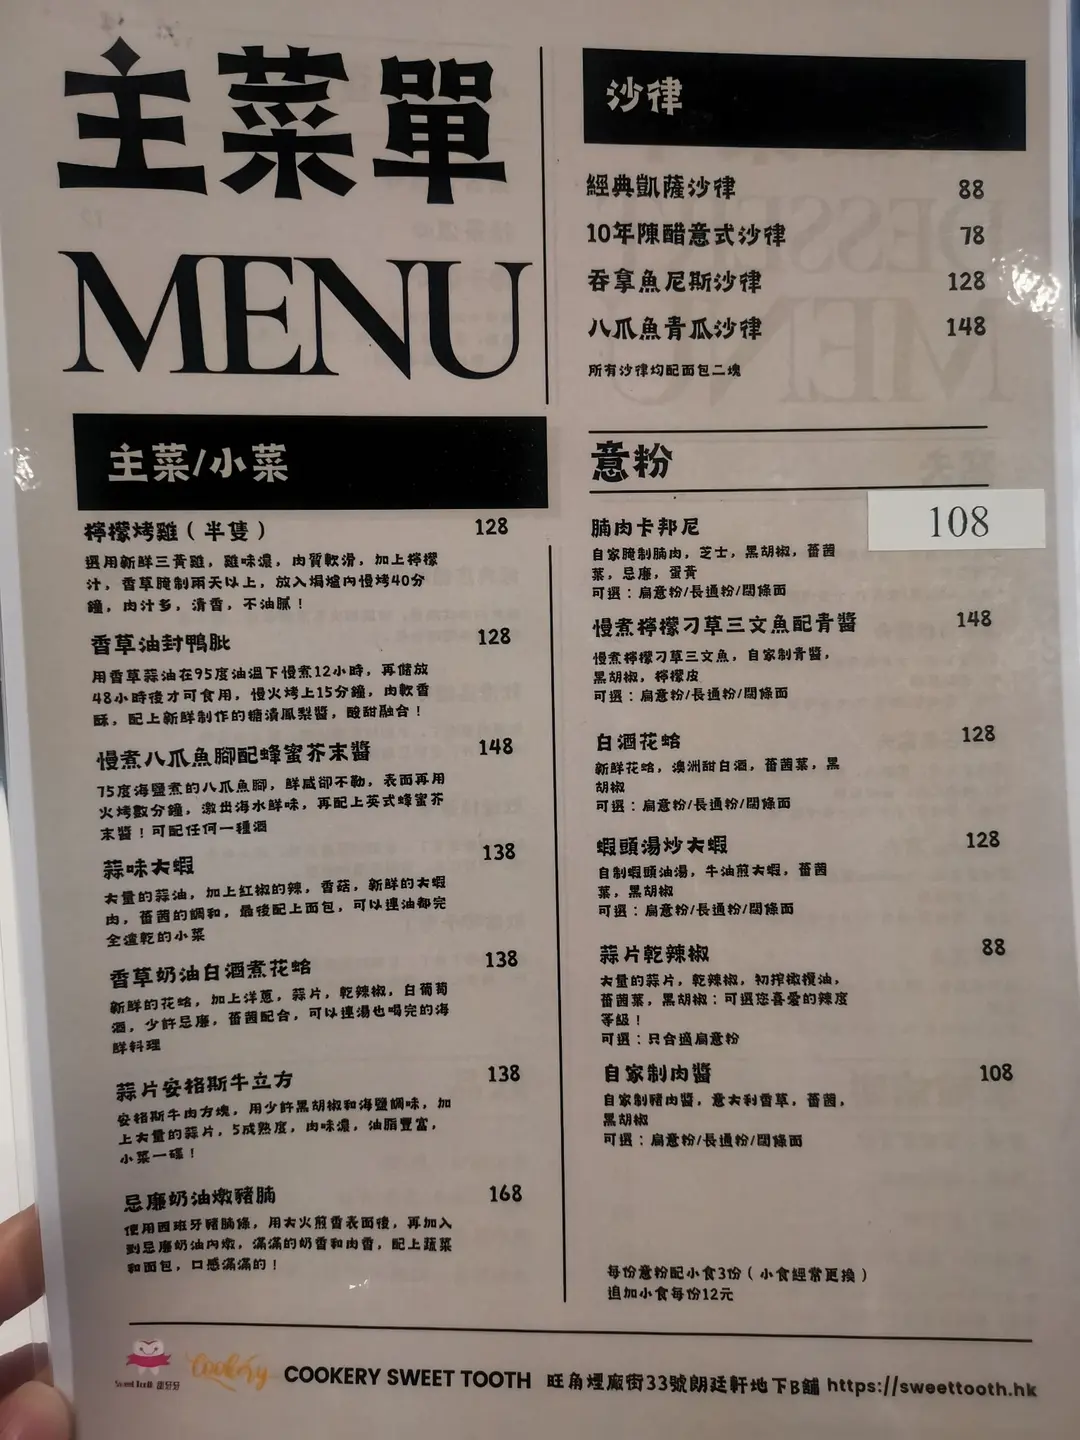 主菜單
MENU
主菜/小菜
檸檬烤雞（半隻） 128
選用新鮮三黃雞，雞味濃，肉質軟滑，加上檸檬
汁，香草醃制兩天以上，放入焗爐內慢烤40分
鐘，肉汁多，清香，不油膩！
香草油封鴨肶 128
用香草蒜油在95度油溫下慢煮12小時，再儲放
48小時後才可食用，慢火烤上15分鐘，肉軟香
酥，配上新鮮制作的糖漬鳳梨醬，酸甜融合！
慢煮八爪魚腳配蜂蜜芥末醬 148
75度海鹽煮的八爪魚腳，鮮咸卻不勒，表面再用
火烤數分鐘，激出海水鮮味，再配上英式蜂蜜芥
末醬！可配任何一種酒
蒜味大蝦 138
大量的蒜油，加上紅椒的辣，香菇，新鮮的大蝦
肉，蕃茜的調和，最後配上面包，可以連油都完
全渣乾的小菜
香草奶油白酒煮花蛤 138
新鮮的花蛤，加上洋蔥，蒜片，乾辣椒，白葡萄
酒，少許忌廉，蕃茜配合，可以連湯也喝完的海
鮮料理
蒜片安格斯牛立方 138
安格斯牛肉方塊，用少許黑胡椒和海鹽調味，加
上大量的蒜片，5成熟度，肉味濃，油脂豐富，
小菜一碟！
忌廉奶油燉豬腩 168
使用西班牙豬腩條，用大火煎香表面後，再加入
到忌廉奶油內燉，滿滿的奶香和肉香，配上蔬菜
和面包，口感滿滿的！
沙律
經典凱薩沙律 88
10年陳醋意式沙律 78
吞拿魚尼斯沙律 128
八爪魚青瓜沙律 148
所有沙律均配面包二塊
意粉
腩肉卡邦尼 108
自家醃制腩肉，芝士，黑胡椒，蕃茜
葉，忌廉，蛋黃
可選：扁意粉/長通粉/闊條面
慢煮檸檬刁草三文魚配青醬 148
慢煮檸檬刁草三文魚，自家制青醬，
黑胡椒，檸檬皮
可選：扁意粉/長通粉/闊條面
白酒花蛤 128
新鮮花蛤，澳洲甜白酒，蕃茜葉，黑
胡椒
可選：扁意粉/長通粉/闊條面
蝦頭湯炒大蝦 128
自制蝦頭油湯，牛油煎大蝦，蕃茜
葉，黑胡椒
可選：扁意粉/長通粉/闊條面
蒜片乾辣椒 88
大量的蒜片，乾辣椒，初搾橄欖油，
蕃茜葉，黑胡椒：可選您喜愛的辣度
等級！
可選：只合適扁意粉
自家制肉醬 108
自家制豬肉醬，意大利香草，蕃茜，
黑胡椒
可選：扁意粉/長通粉/闊條面
每份意粉配小食3份（小食經常更換）
追加小食每份12元
Sweet Tooth
Cookery COOKERY SWEET TOOTH 旺角煙廠街33號朗廷軒地下B舖 https://sweettooth.hk